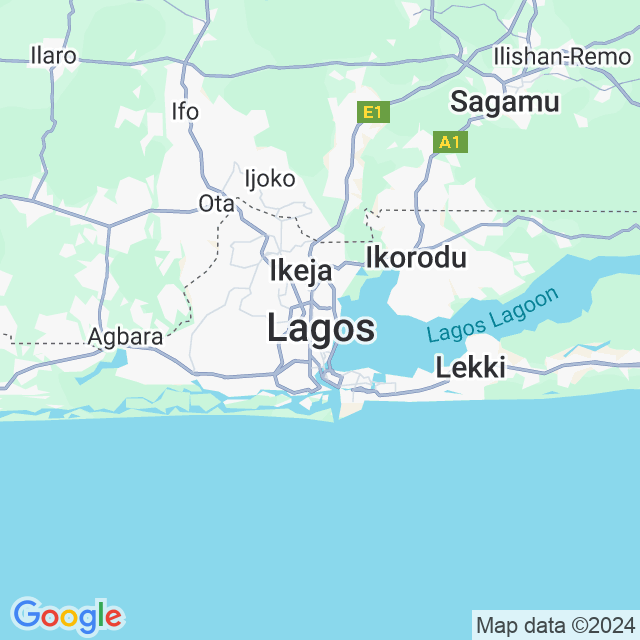 Ilaro
Ilishan-Remo
Sagamu
Ifo
E1
A1
Ijoko
Ota
Ikorodu
Ikeja
Lagos Lagoon
Lagos
Agbara
Lekki
Google
Map data ©2024